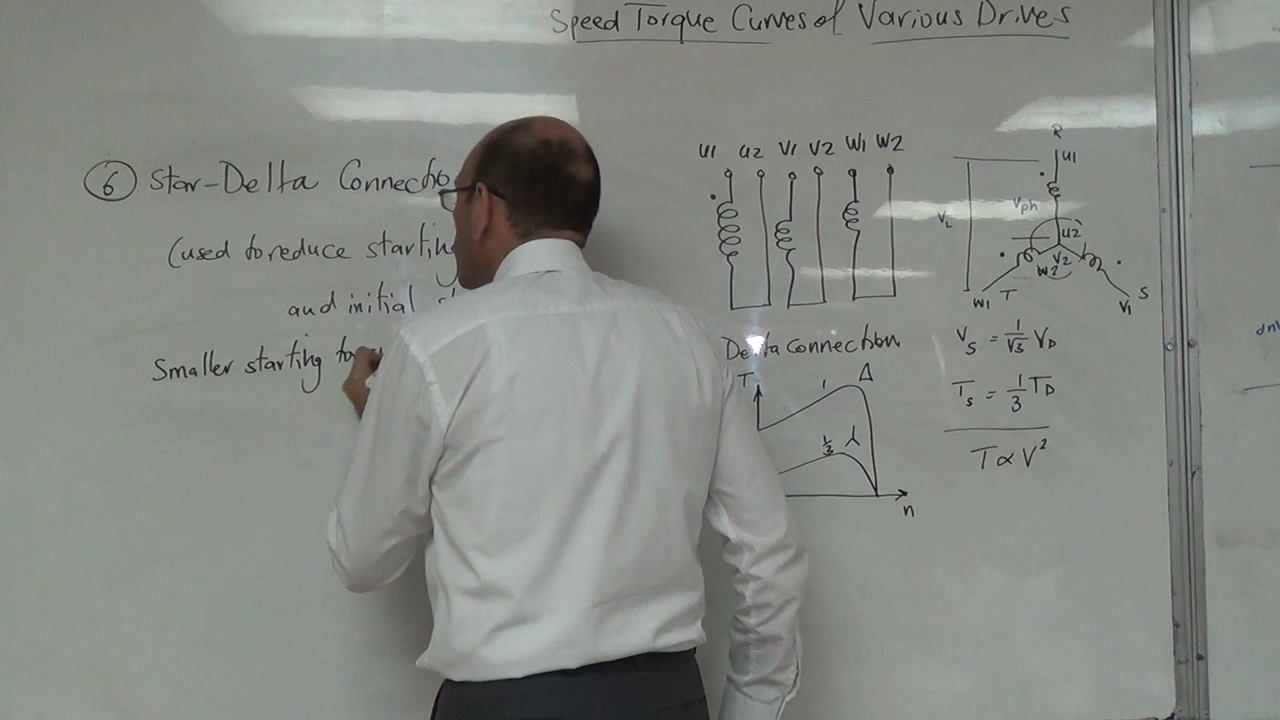 Speed Torque Curves of Various Drives
6 Star-Delta Connectio
(used to reduce starting
and initial
Smaller starting to
U1 U2 V1 V2 W1 W2
Delta Connection
T
1 Δ
1/3 Y
n
R
U1
Vph
VL
U2
V2
W2
W1 T
S
V1
Vs = 1/√3 VD
Ts = 1/3 TD
T ∝ V²